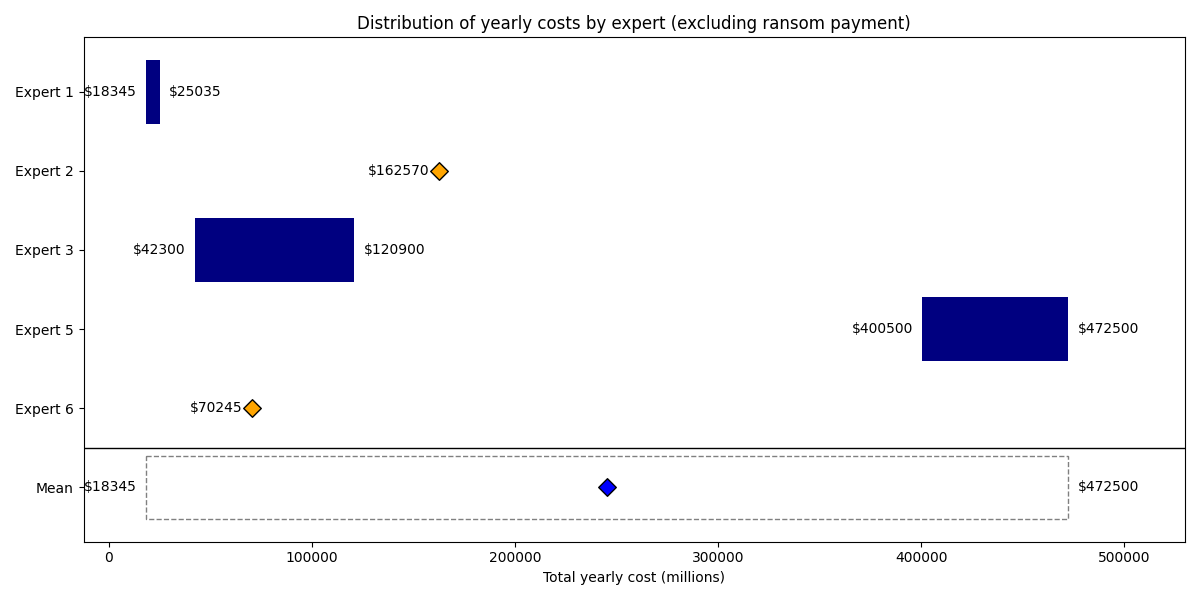 Distribution of yearly costs by expert (excluding ransom payment)
Expert 1 $18345 $25035
Expert 2 $162570
Expert 3 $42300 $120900
Expert 5 $400500 $472500
Expert 6 $70245
Mean $18345 $472500
0 100000 200000 300000 400000 500000
Total yearly cost (millions)